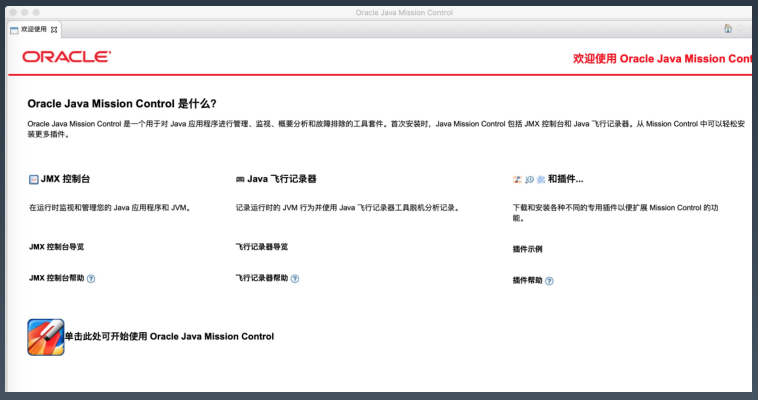 Oracle Java Mission Control
欢迎使用
ORACLE
欢迎使用 Oracle Java Mission Cont
Oracle Java Mission Control 是什么?
Oracle Java Mission Control 是一个用于对 Java 应用程序进行管理、监视、概要分析和故障排除的工具套件。首次安装时，Java Mission Control 包括 JMX 控制台和 Java 飞行记录器。从 Mission Control 中可以轻松安
装更多插件。
JMX 控制台
Java 飞行记录器
和插件...
在运行时监视和管理您的 Java 应用程序和 JVM。
记录运行时的 JVM 行为并使用 Java 飞行记录器工具脱机分析记录。
下载和安装各种不同的专用插件以便扩展 Mission Control 的功
能。
JMX 控制台导览
飞行记录器导览
插件示例
JMX 控制台帮助
飞行记录器帮助
插件帮助
单击此处可开始使用 Oracle Java Mission Control